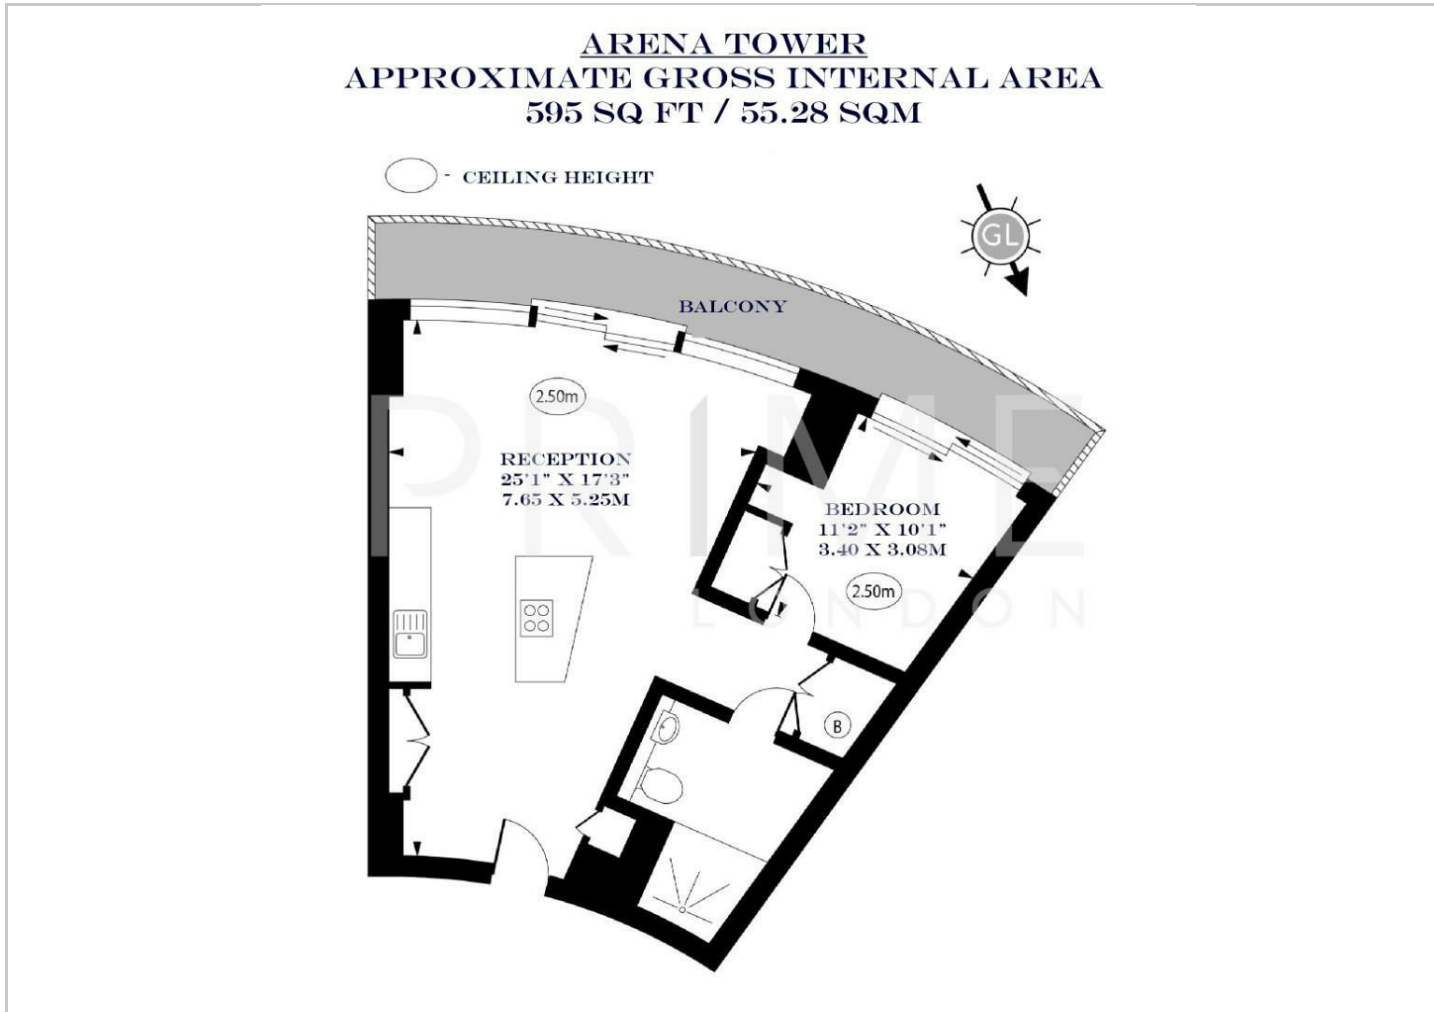 ARENA TOWER
APPROXIMATE GROSS INTERNAL AREA
595 SQ FT / 55.28 SQM
- CEILING HEIGHT
GL
BALCONY
2.50m
PRIME
LONDON
RECEPTION
25'1" X 17'3"
7.65 X 5.25M
BEDROOM
11'2" X 10'1"
3.40 X 3.08M
2.50m
B